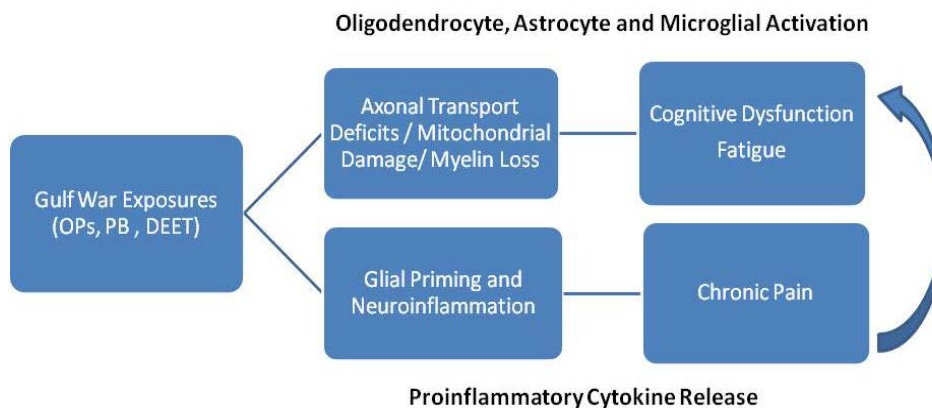 Oligodendrocyte, Astrocyte and Microglial Activation
Axonal Transport
Deficits / Mitochondrial
Damage/ Myelin Loss
Cognitive Dysfunction
Fatigue
Gulf War Exposures
(OPs, PB , DEET)
Glial Priming and
Neuroinflammation
Chronic Pain
Proinflammatory Cytokine Release